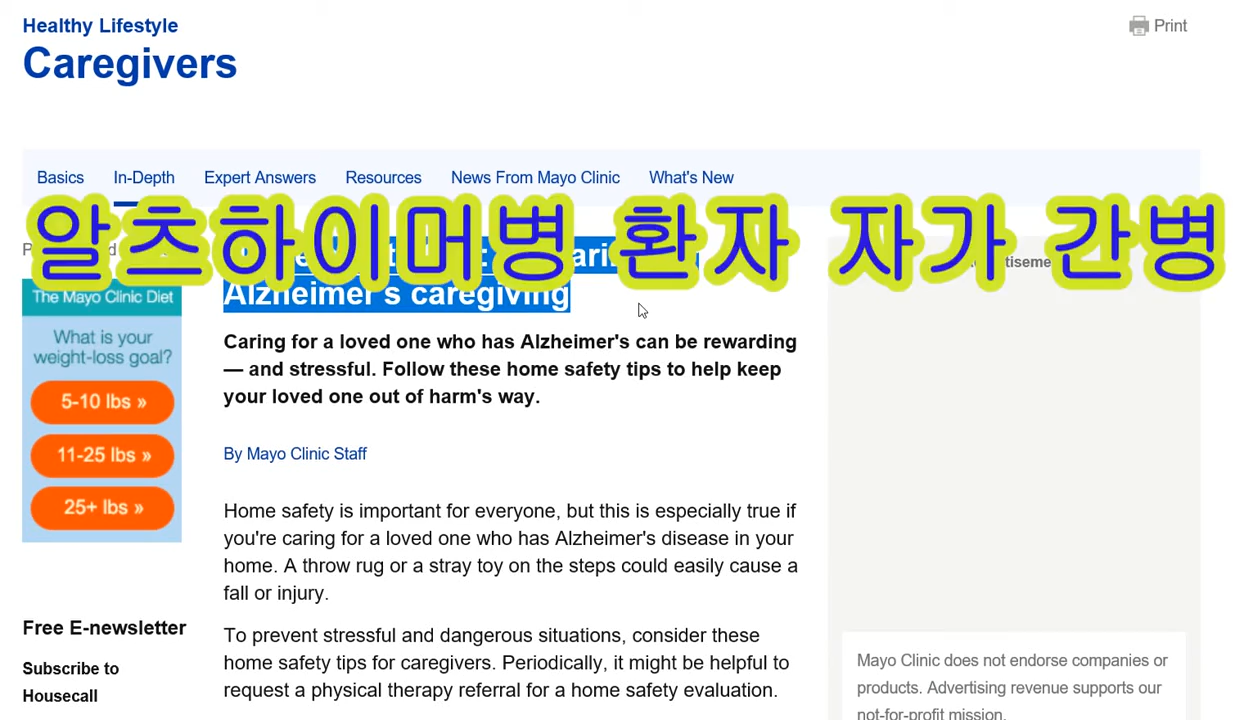 Healthy Lifestyle
Print
Caregivers
Basics In-Depth Expert Answers Resources News From Mayo Clinic What's New
알츠하이머병 환자 자가 간병
Alzheimer's caregiving
The Mayo Clinic Diet
What is your
weight-loss goal?
5-10 lbs »
11-25 lbs »
25+ lbs »
Caring for a loved one who has Alzheimer's can be rewarding
— and stressful. Follow these home safety tips to help keep
your loved one out of harm's way.
By Mayo Clinic Staff
Home safety is important for everyone, but this is especially true if
you're caring for a loved one who has Alzheimer's disease in your
home. A throw rug or a stray toy on the steps could easily cause a
fall or injury.
To prevent stressful and dangerous situations, consider these
home safety tips for caregivers. Periodically, it might be helpful to
request a physical therapy referral for a home safety evaluation.
Free E-newsletter
Subscribe to
Housecall
Mayo Clinic does not endorse companies or
products. Advertising revenue supports our
not-for-profit mission.